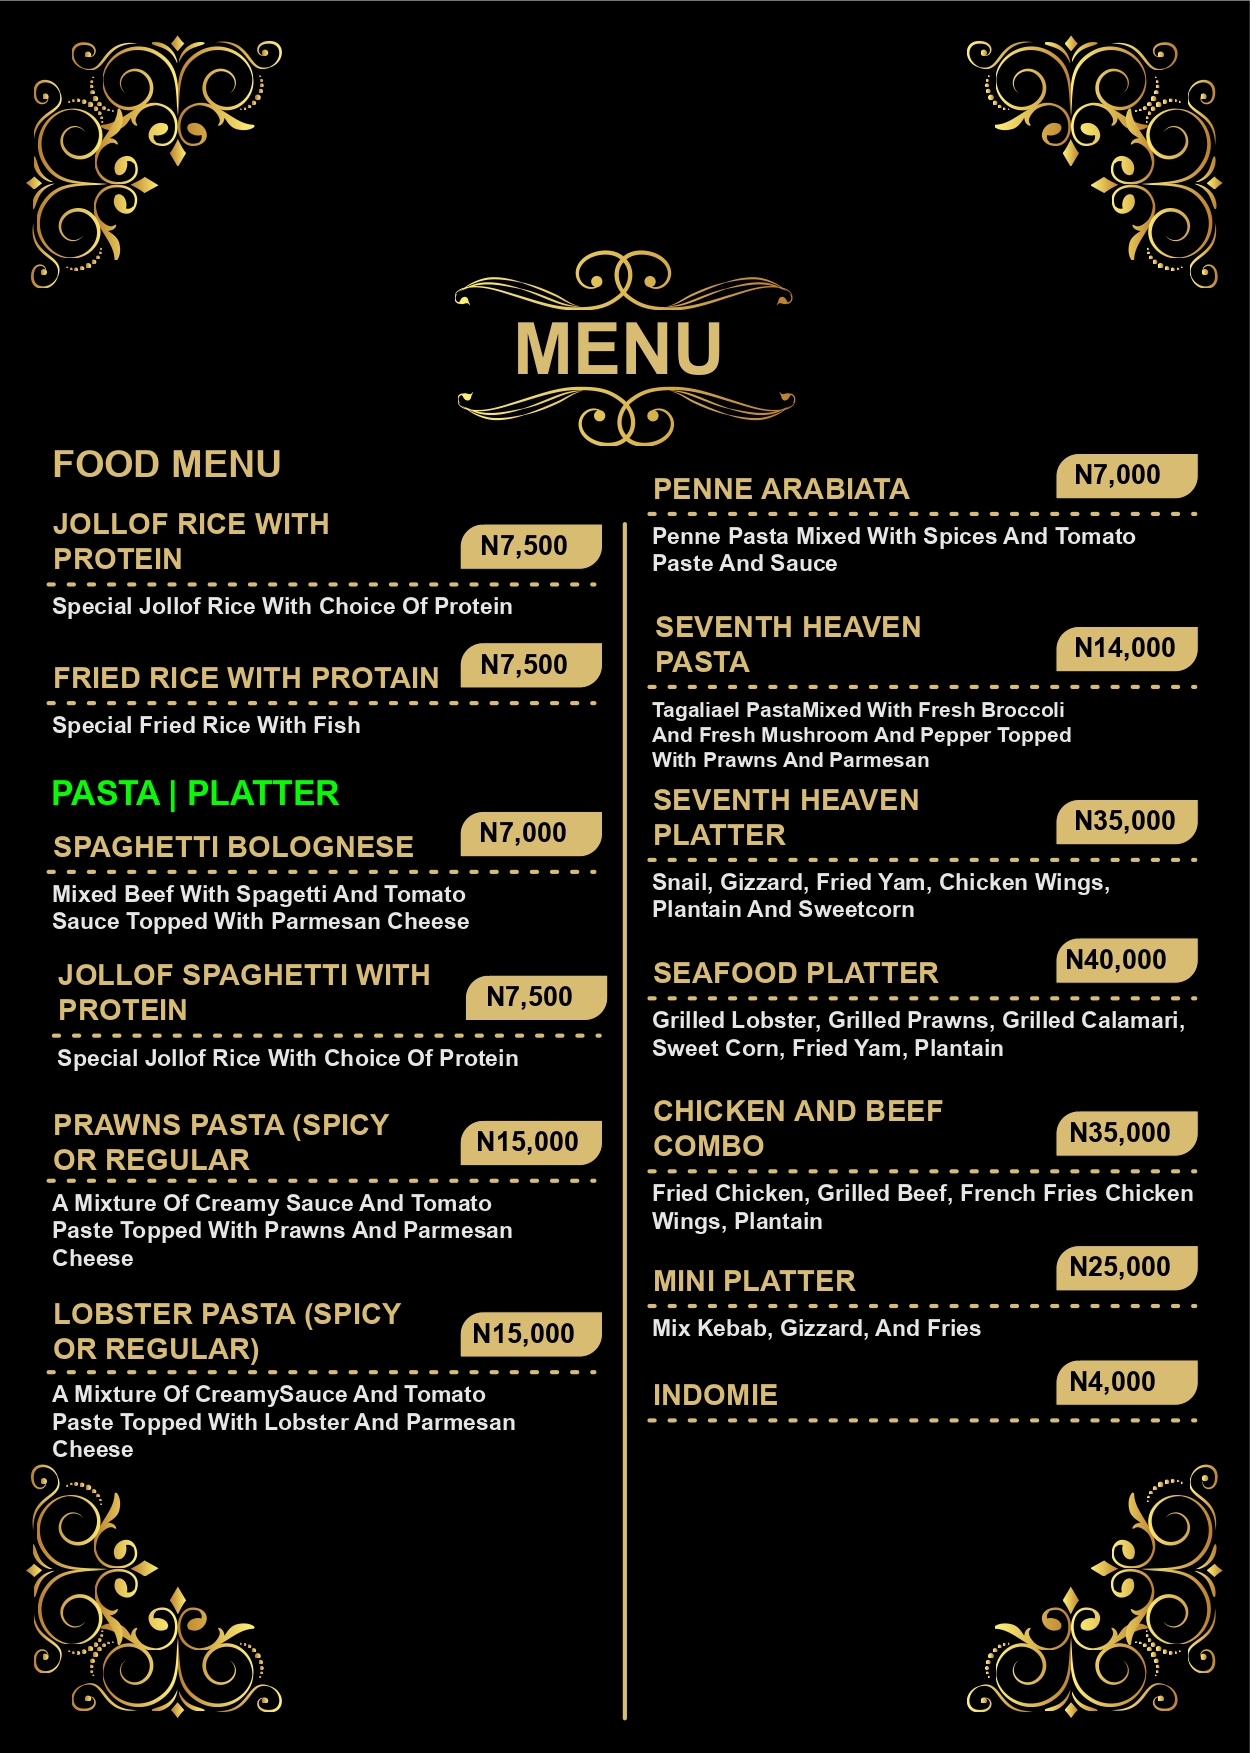 MENU
FOOD MENU
JOLLOF RICE WITH
PROTEIN
N7,500
Special Jollof Rice With Choice Of Protein
FRIED RICE WITH PROTAIN
N7,500
Special Fried Rice With Fish
PASTA | PLATTER
SPAGHETTI BOLOGNESE
N7,000
Mixed Beef With Spagetti And Tomato
Sauce Topped With Parmesan Cheese
JOLLOF SPAGHETTI WITH
PROTEIN
N7,500
Special Jollof Rice With Choice Of Protein
PRAWNS PASTA (SPICY
OR REGULAR
N15,000
A Mixture Of Creamy Sauce And Tomato
Paste Topped With Prawns And Parmesan
Cheese
LOBSTER PASTA (SPICY
OR REGULAR)
N15,000
A Mixture Of CreamySauce And Tomato
Paste Topped With Lobster And Parmesan
Cheese
PENNE ARABIATA
N7,000
Penne Pasta Mixed With Spices And Tomato
Paste And Sauce
SEVENTH HEAVEN
PASTA
N14,000
Tagaliael PastaMixed With Fresh Broccoli
And Fresh Mushroom And Pepper Topped
With Prawns And Parmesan
SEVENTH HEAVEN
PLATTER
N35,000
Snail, Gizzard, Fried Yam, Chicken Wings,
Plantain And Sweetcorn
SEAFOOD PLATTER
N40,000
Grilled Lobster, Grilled Prawns, Grilled Calamari,
Sweet Corn, Fried Yam, Plantain
CHICKEN AND BEEF
COMBO
N35,000
Fried Chicken, Grilled Beef, French Fries Chicken
Wings, Plantain
MINI PLATTER
N25,000
Mix Kebab, Gizzard, And Fries
INDOMIE
N4,000